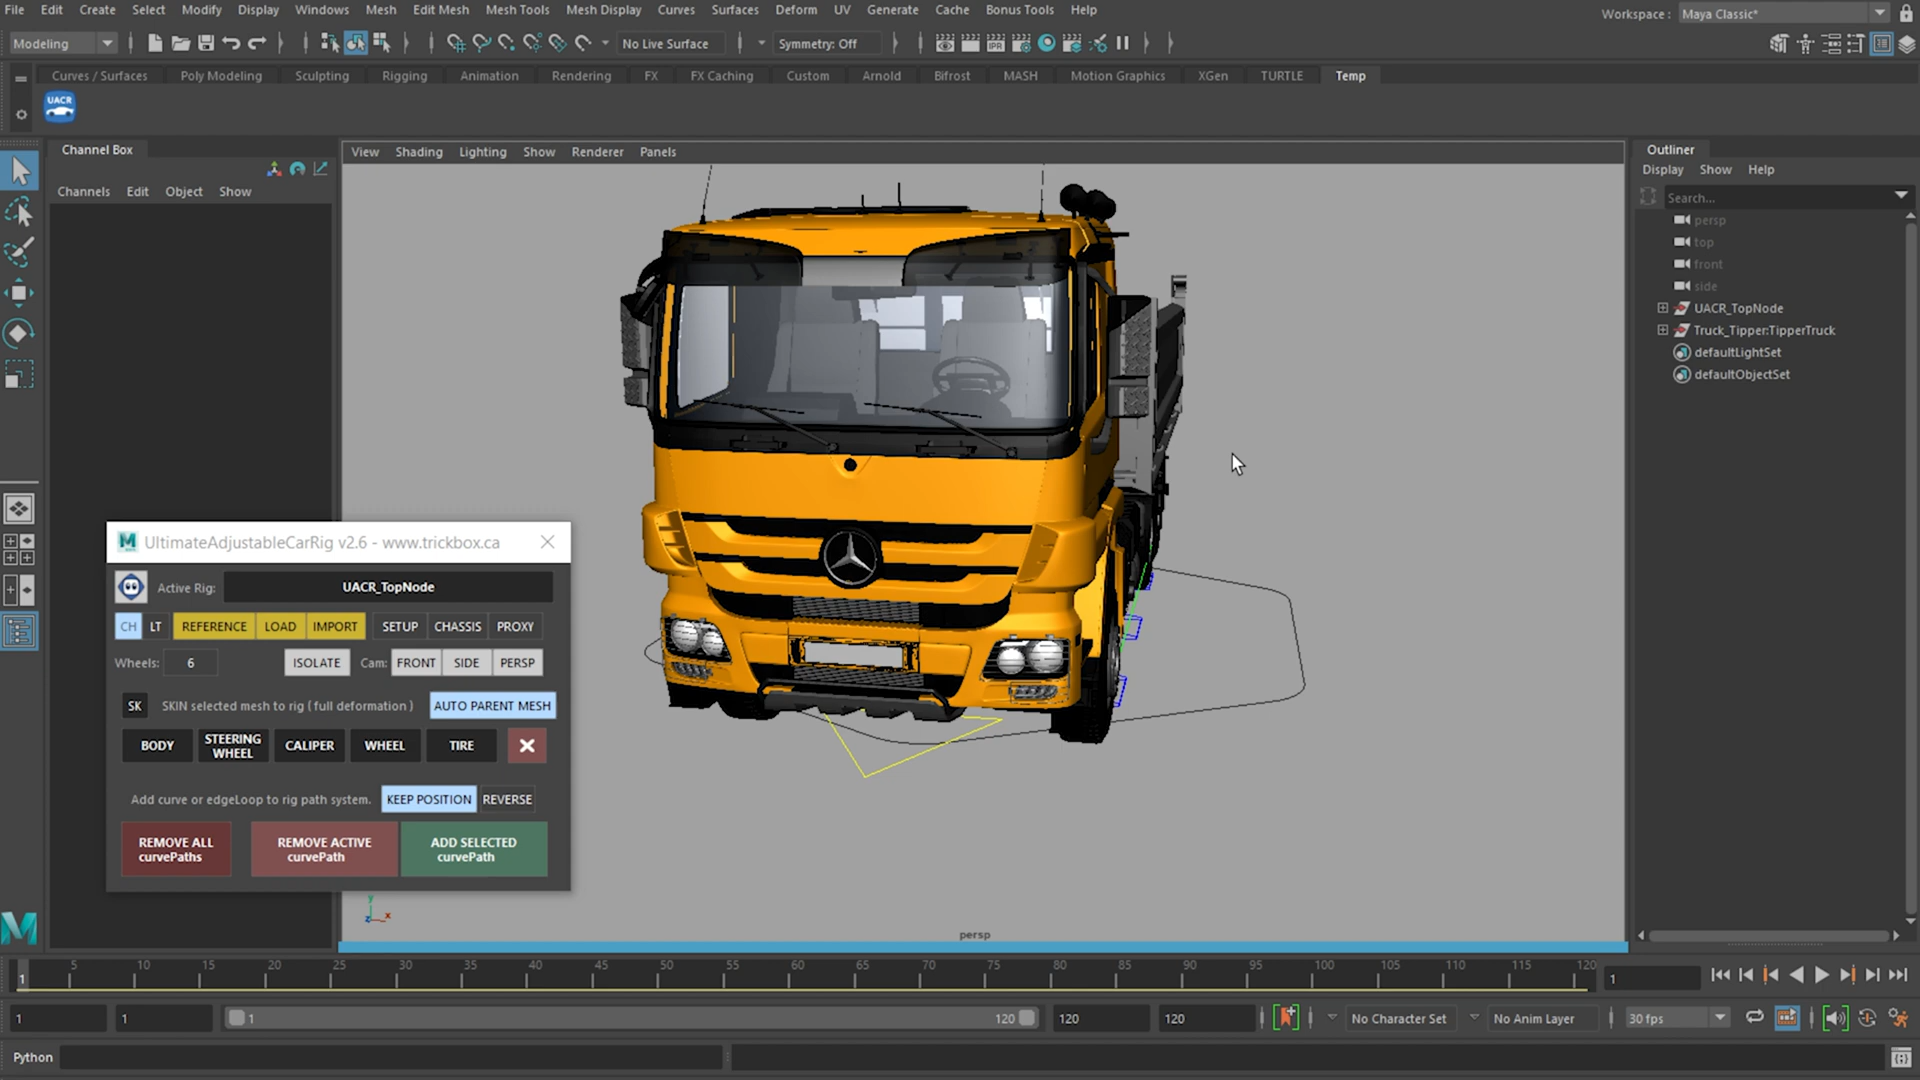 File Edit Create Select Modify Display Windows Mesh Edit Mesh Mesh Tools Mesh Display Curves Surfaces Deform UV Generate Cache Bonus Tools Help
Workspace : Maya Classic*
Modeling
No Live Surface
Symmetry: Off
IPR
Curves / Surfaces Poly Modeling Sculpting Rigging Animation Rendering FX FX Caching Custom Arnold Bifrost MASH Motion Graphics XGen TURTLE Temp
UACR
Channel Box
Channels Edit Object Show
View Shading Lighting Show Renderer Panels
Outliner
Display Show Help
Search...
persp
top
front
side
UACR_TopNode
Truck_Tipper:TipperTruck
defaultLightSet
defaultObjectSet
UltimateAdjustableCarRig v2.6 - www.trickbox.ca
Active Rig: UACR_TopNode
CH LT REFERENCE LOAD IMPORT SETUP CHASSIS PROXY
Wheels: 6 ISOLATE Cam: FRONT SIDE PERSP
SK SKIN selected mesh to rig ( full deformation ) AUTO PARENT MESH
BODY STEERING WHEEL CALIPER WHEEL TIRE
Add curve or edgeLoop to rig path system. KEEP POSITION REVERSE
REMOVE ALL curvePaths
REMOVE ACTIVE curvePath
ADD SELECTED curvePath
y
z x
persp
1 5 10 15 20 25 30 35 40 45 50 55 60 65 70 75 80 85 90 95 100 105 110 115 120
1
1 1 1 120 120 120 No Character Set No Anim Layer 30 fps
Python